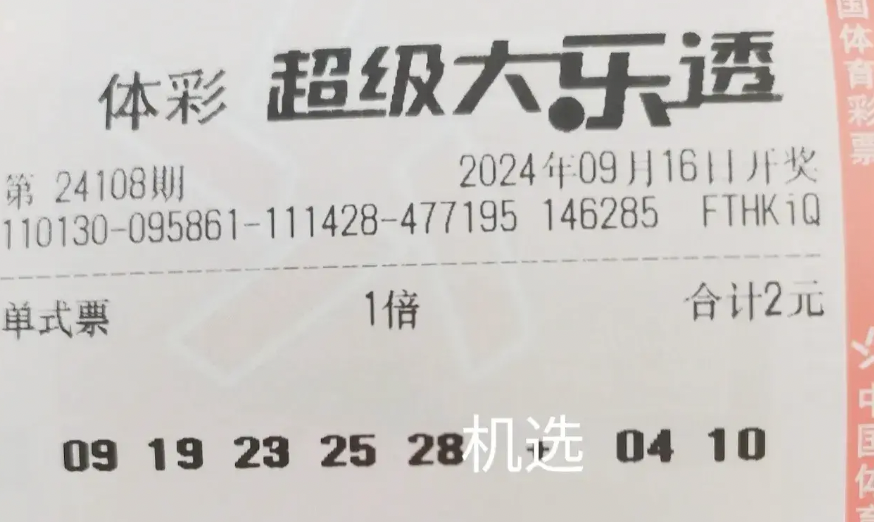 体彩 超级大乐透
第 24108期 2024年09月16日开奖
110130-095861-111428-477195 146285 FTHKiQ
单式票 1倍 合计2元
09 19 23 25 28 + 04 10
机选
国体育彩票
中国体育